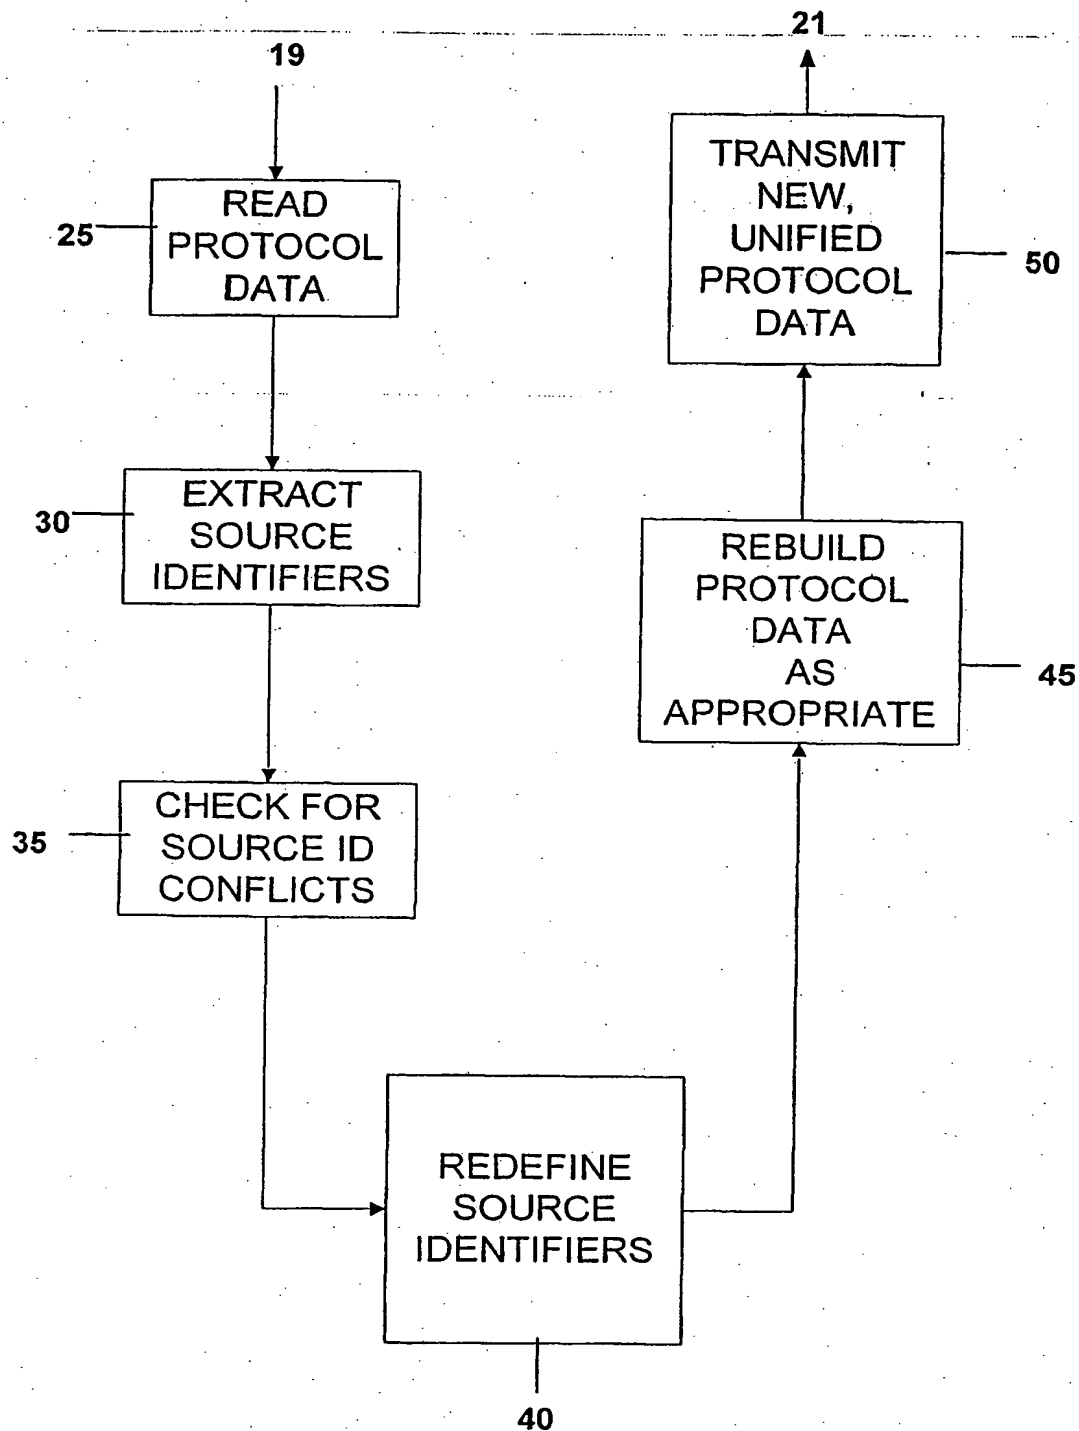 19
25
READ
PROTOCOL
DATA
30
EXTRACT
SOURCE
IDENTIFIERS
35
CHECK FOR
SOURCE ID
CONFLICTS
REDEFINE
SOURCE
IDENTIFIERS
40
REBUILD
PROTOCOL
DATA
AS
APPROPRIATE
45
TRANSMIT
NEW,
UNIFIED
PROTOCOL
DATA
50
21